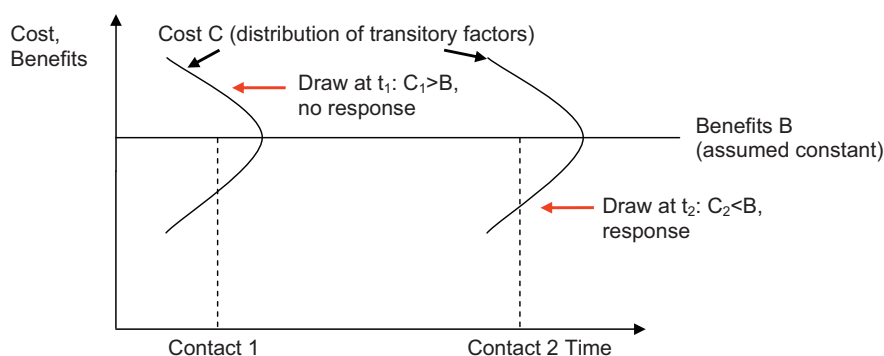 Cost,
Benefits
Cost C (distribution of transitory factors)
Draw at t₁: C₁>B,
no response
Benefits B
(assumed constant)
Draw at t₂: C₂<B,
response
Contact 1
Contact 2 Time